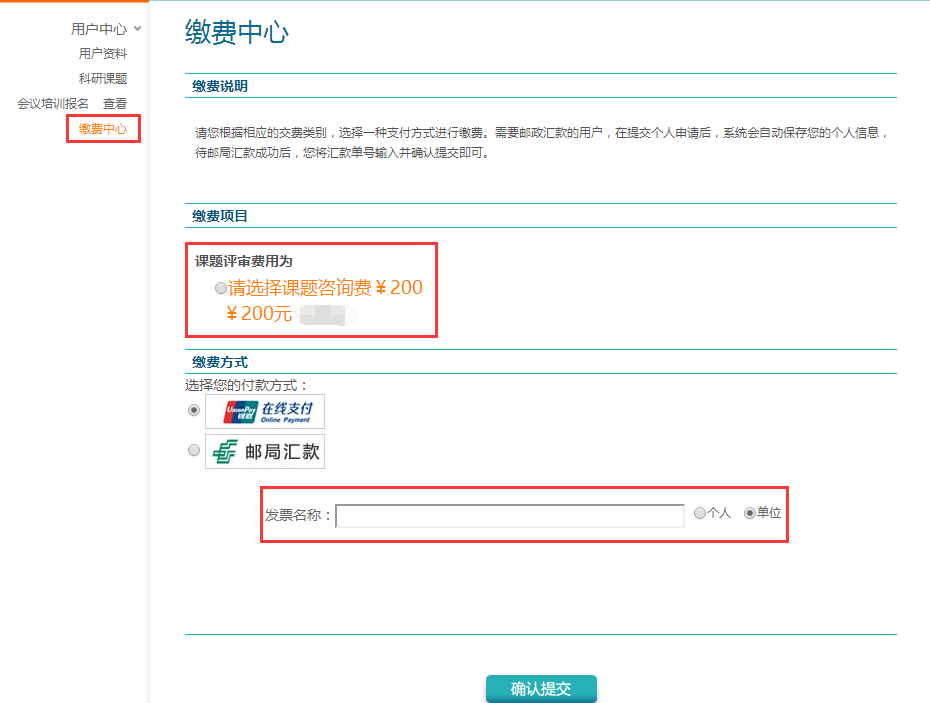 用户中心
用户资料
科研课题
会议培训报名 查看
缴费中心
缴费中心
缴费说明
请您根据相应的交费类别，选择一种支付方式进行缴费。需要邮政汇款的用户，在提交个人申请后，系统会自动保存您的个人信息，
待邮局汇款成功后，您将汇款单号输入并确认提交即可。
缴费项目
课题评审费用为
请选择课题咨询费￥200
￥200元
缴费方式
选择您的付款方式：
UnionPay 银联 在线支付 Online Payment
邮局汇款
发票名称： 个人 单位
确认提交